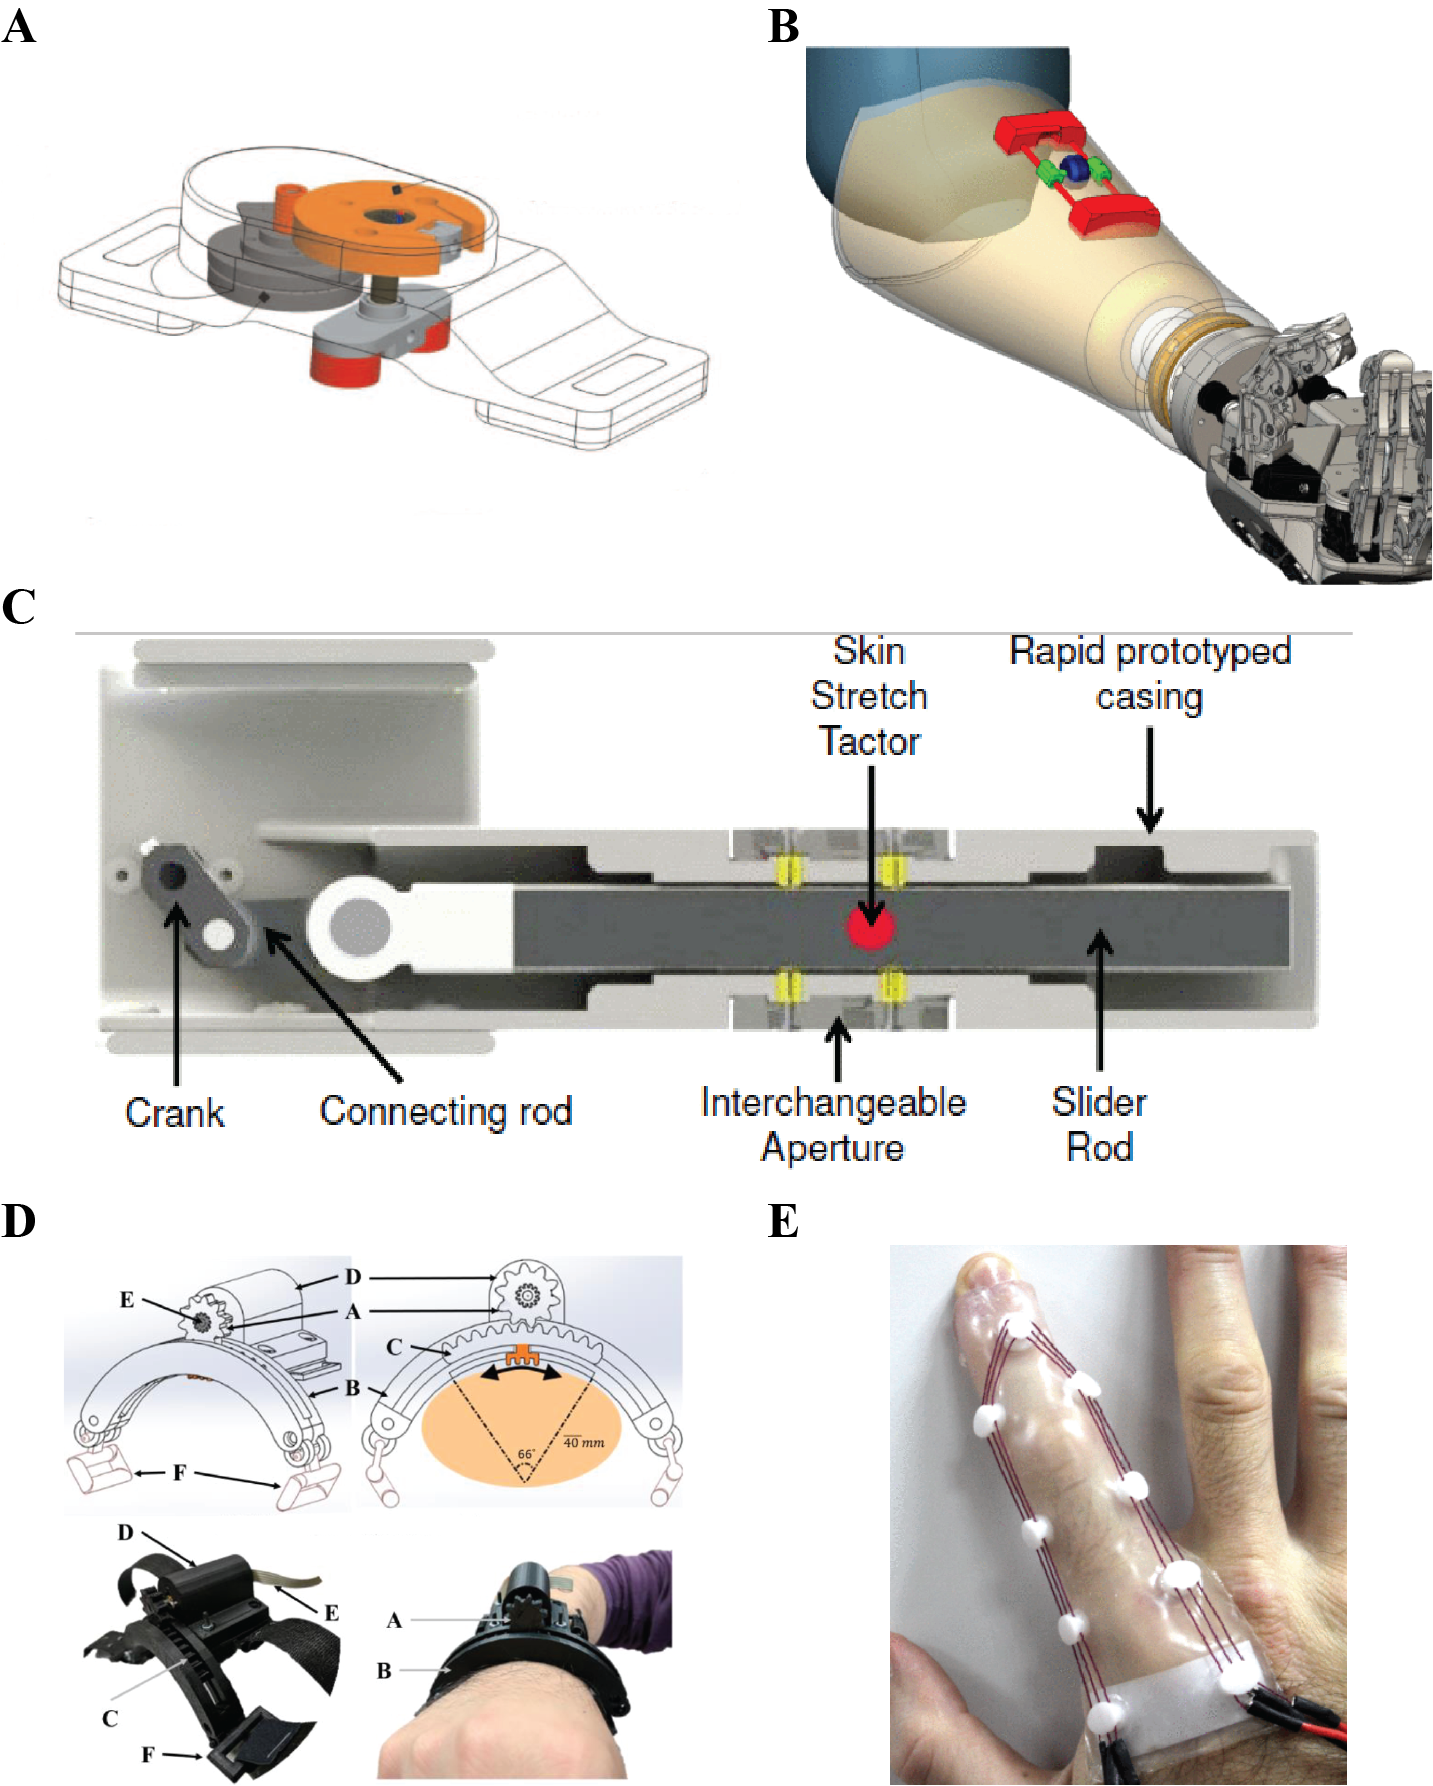 A
B
C
Skin
Stretch
Tactor
Rapid prototyped
casing
Crank
Connecting rod
Interchangeable
Aperture
Slider
Rod
D
E
E
D
A
C
B
F
66°
40 mm
D
E
A
B
C
F